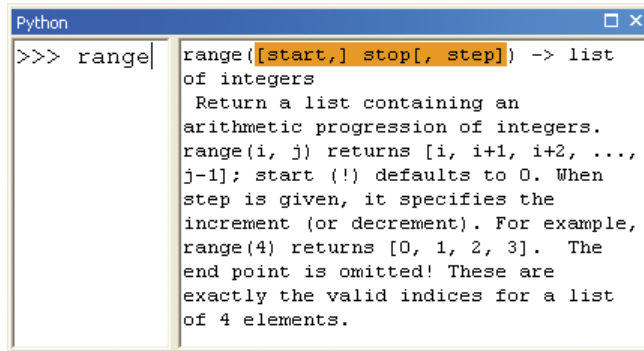 Python
>>> range
range([start,] stop[, step]) -> list
of integers
 Return a list containing an
arithmetic progression of integers.
range(i, j) returns [i, i+1, i+2, ...,
j-1]; start (!) defaults to 0. When
step is given, it specifies the
increment (or decrement). For example,
range(4) returns [0, 1, 2, 3].  The
end point is omitted! These are
exactly the valid indices for a list
of 4 elements.